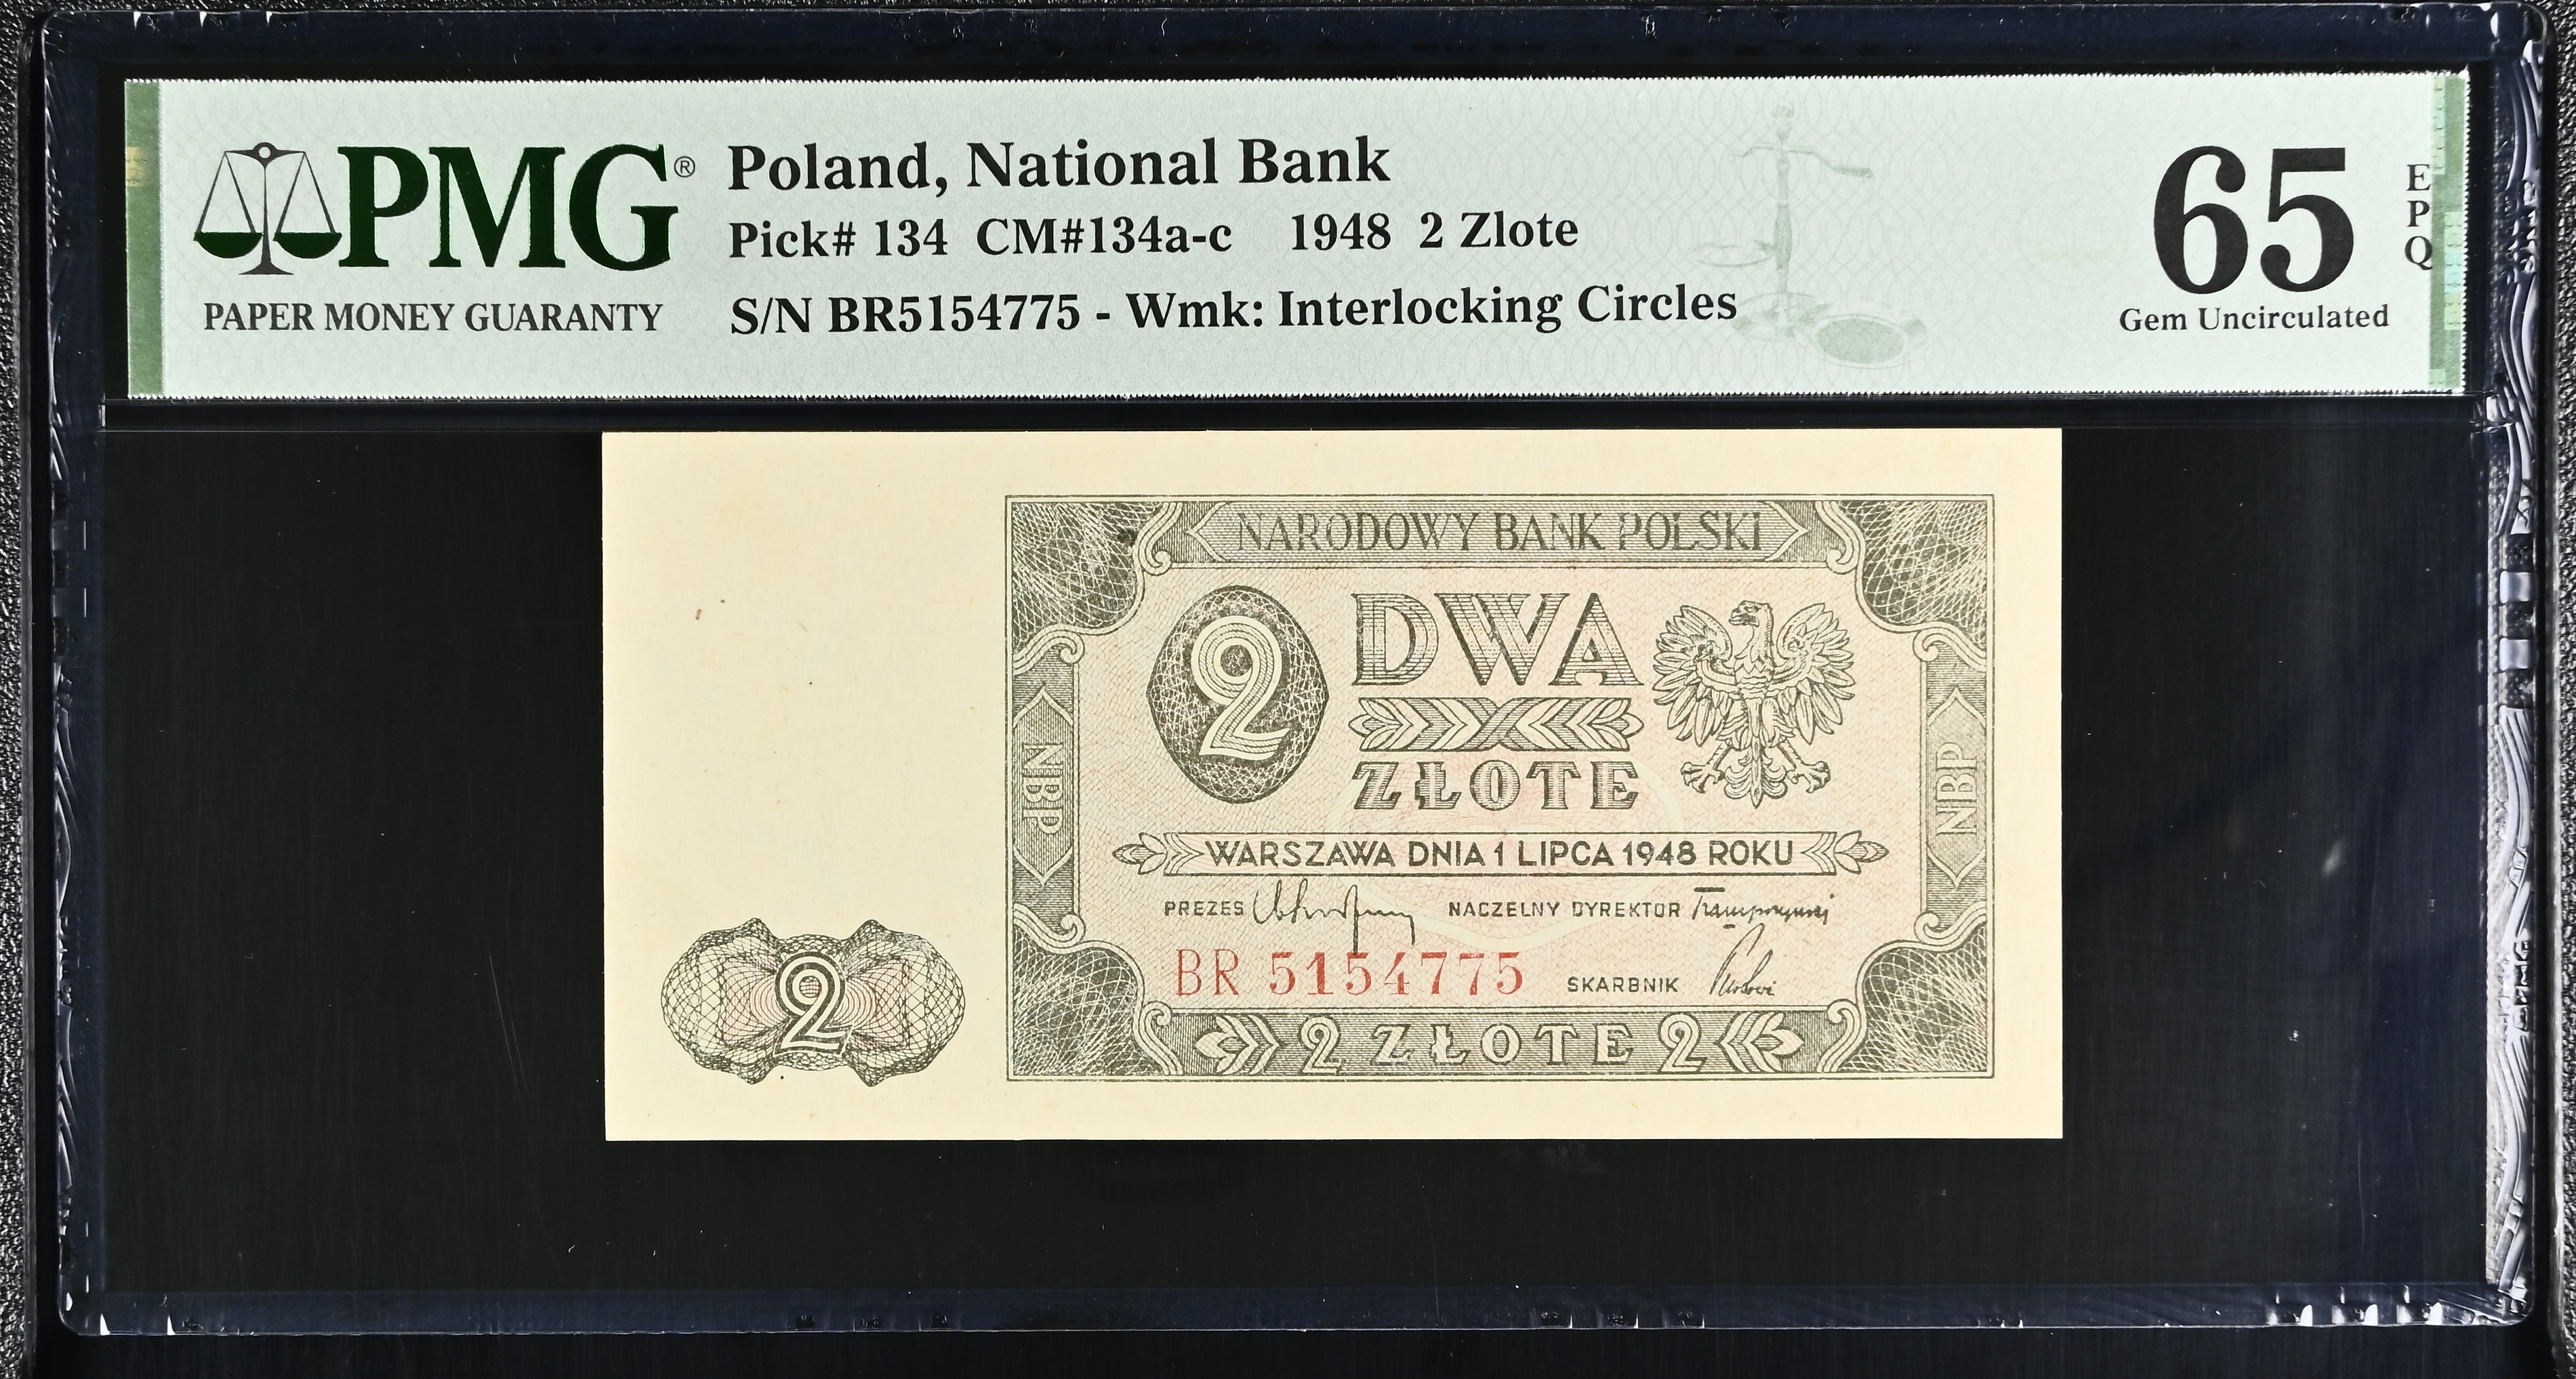 PMG®
PAPER MONEY GUARANTY
Poland, National Bank
Pick# 134 CM#134a-c 1948 2 Zlote
S/N BR5154775 - Wmk: Interlocking Circles
65
EPQ
Gem Uncirculated
NARODOWY BANK POLSKI
2
DWA
ZŁOTE
NBP
NBP
WARSZAWA DNIA 1 LIPCA 1948 ROKU
PREZES
NACZELNY DYREKTOR
BR 5154775
SKARBNIK
2
2 ZŁOTE 2